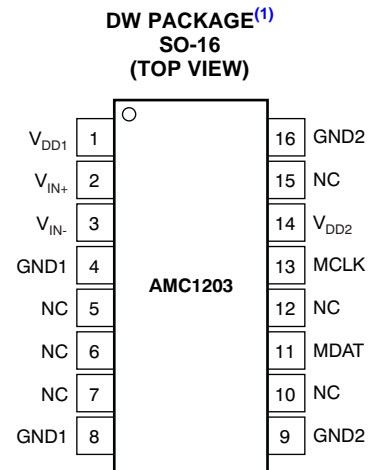 DW PACKAGE(1)
SO-16
(TOP VIEW)
VDD1 1 16 GND2
VIN+ 2 15 NC
VIN- 3 14 VDD2
GND1 4 13 MCLK
AMC1203
NC 5 12 NC
NC 6 11 MDAT
NC 7 10 NC
GND1 8 9 GND2